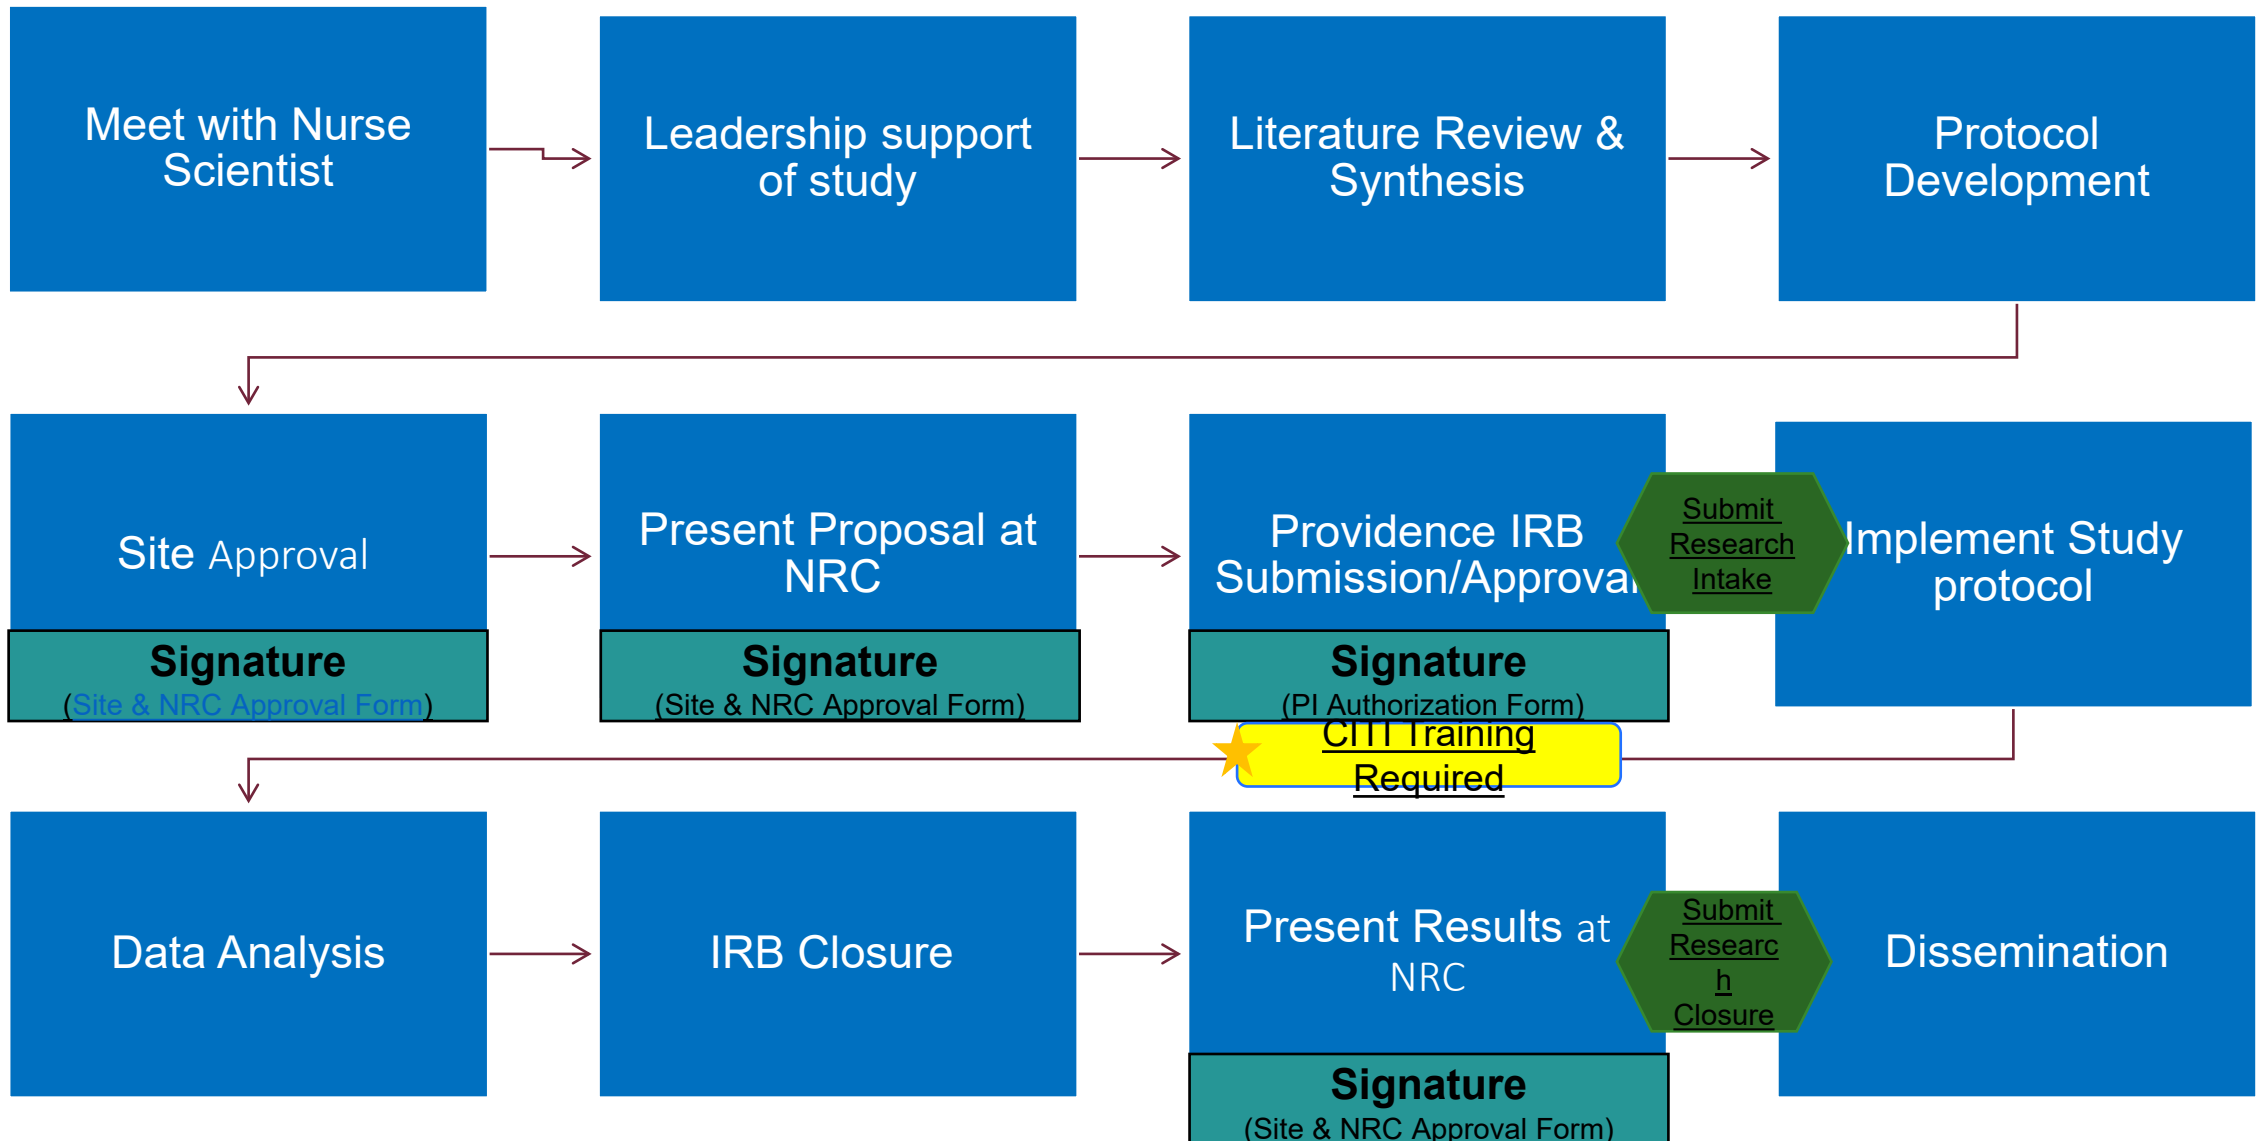 Meet with Nurse
Scientist
Leadership support
of study
Literature Review &
Synthesis
Protocol
Development
Site Approval
Signature
(Site & NRC Approval Form)
Present Proposal at
NRC
Signature
(Site & NRC Approval Form)
Providence IRB
Submission/Approval
Signature
(PI Authorization Form)
CITI Training
Required
Submit
Research
Intake
Implement Study
protocol
Data Analysis
IRB Closure
Present Results at
NRC
Signature
(Site & NRC Approval Form)
Submit
Researc
h
Closure
Dissemination